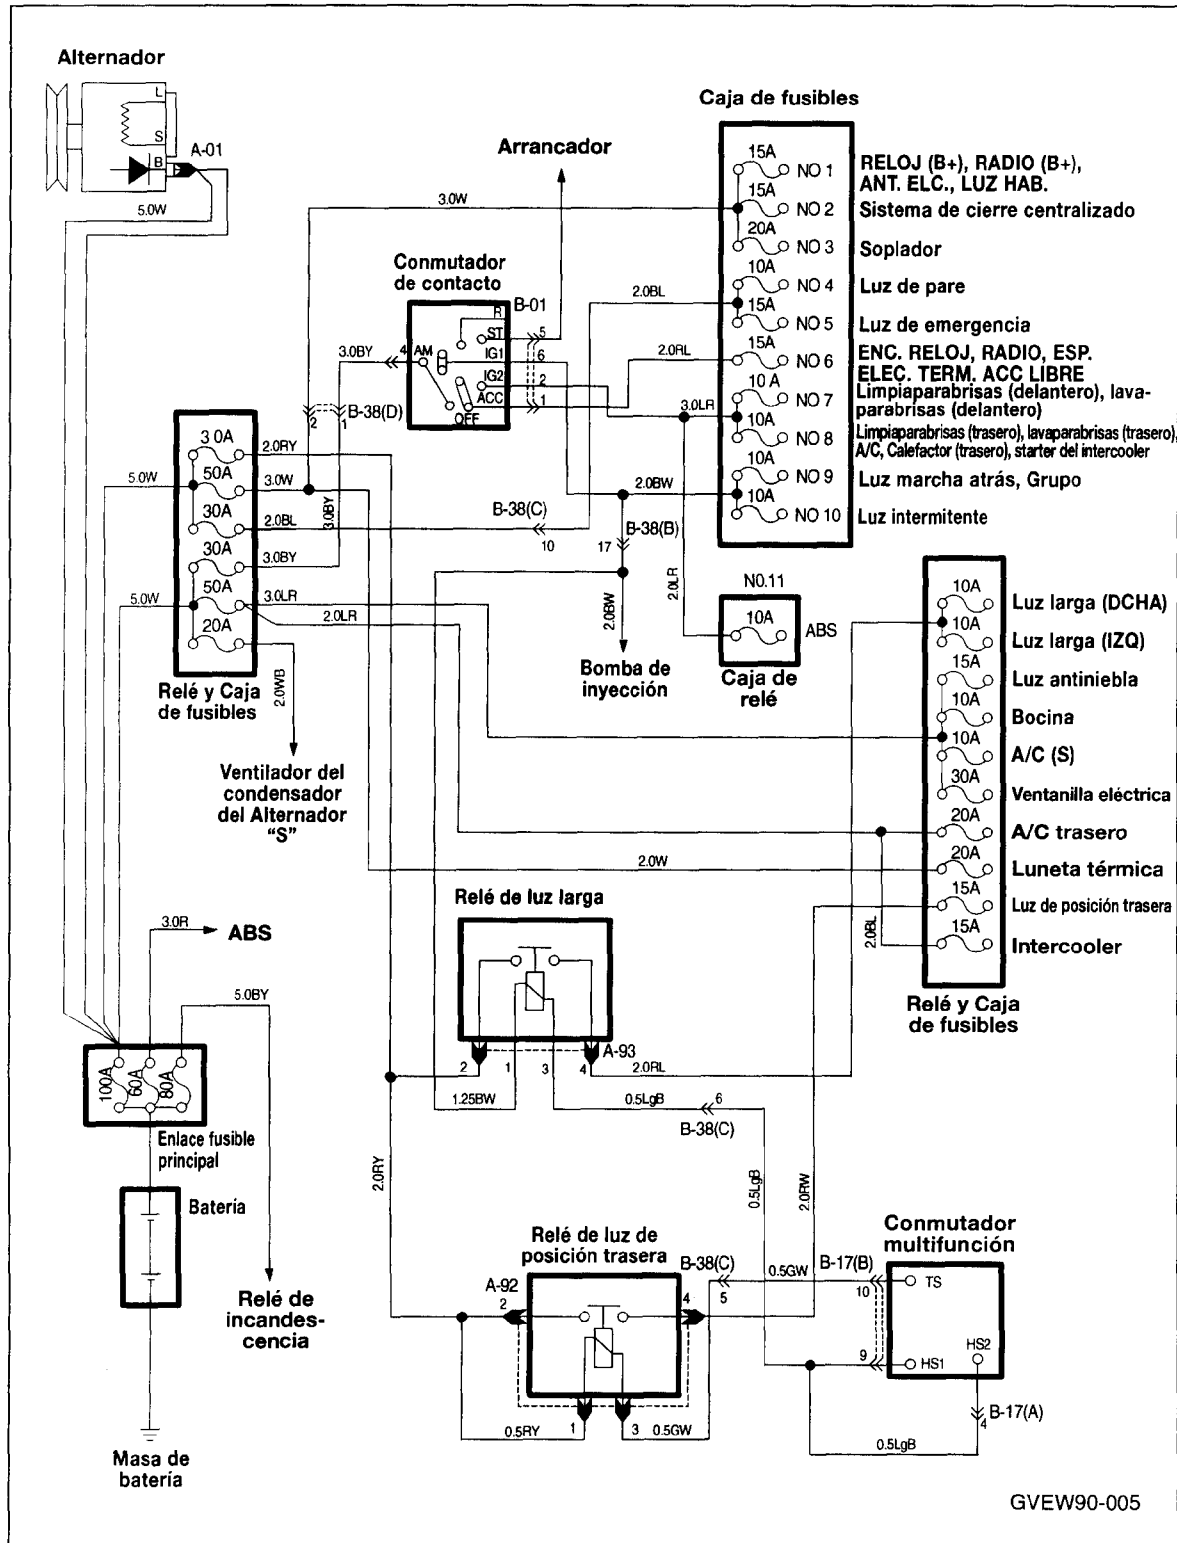 Alternador
L
S
B
A-01
5.0W
Caja de fusibles
15A
NO 1
RELOJ (B+), RADIO (B+),
ANT. ELC., LUZ HAB.
15A
NO 2
Sistema de cierre centralizado
20A
NO 3
Soplador
10A
NO 4
Luz de pare
15A
NO 5
Luz de emergencia
15A
NO 6
ENC. RELOJ, RADIO, ESP.
ELEC. TERM. ACC LIBRE
10 A
NO 7
Limpiaparabrisas (delantero), lava-
parabrisas (delantero)
10A
NO 8
Limpiaparabrisas (trasero), lavaparabrisas (trasero),
A/C, Calefactor (trasero), starter del intercooler
10A
NO 9
Luz marcha atrás, Grupo
10A
NO 10
Luz intermitente
Arrancador
3.0W
Conmutador
de contacto
B-01
R
ST
5
AM
4
3.0BY
IG1
6
IG2
2
ACC
1
OFF
2.0BL
2.0RL
3.0LR
2.0BW
B-38(D)
2
1
3.0BY
B-38(C)
10
B-38(B)
17
2.0BW
2.0LR
Bomba de
inyección
N0.11
10A
ABS
Caja de
relé
5.0W
5.0W
3 0A
2.0RY
50A
3.0W
30A
2.0BL
30A
3.0BY
50A
3.0LR
2.0LR
20A
2.0WB
Relé y Caja
de fusibles
Ventilador del
condensador
del Alternador
“S”
10A
Luz larga (DCHA)
10A
Luz larga (IZQ)
15A
Luz antiniebla
10A
Bocina
10A
A/C (S)
30A
Ventanilla eléctrica
20A
A/C trasero
20A
Luneta térmica
15A
Luz de posición trasera
15A
Intercooler
Relé y Caja
de fusibles
2.0W
2.0BL
Relé de luz larga
A-93
2
1
3
4
2.0RL
1.25BW
0.5LgB
6
B-38(C)
3.0R
ABS
5.0BY
100A
60A
80A
Enlace fusible
principal
Batería
Relé de
incandes-
cencia
Masa de
batería
2.0RY
0.5LgB
2.0RW
Relé de luz de
posición trasera
A-92
2
4
B-38(C)
5
0.5GW
B-17(B)
10
Conmutador
multifunción
TS
9
HS1
HS2
4
B-17(A)
0.5RY
1
3
0.5GW
0.5LgB
GVEW90-005